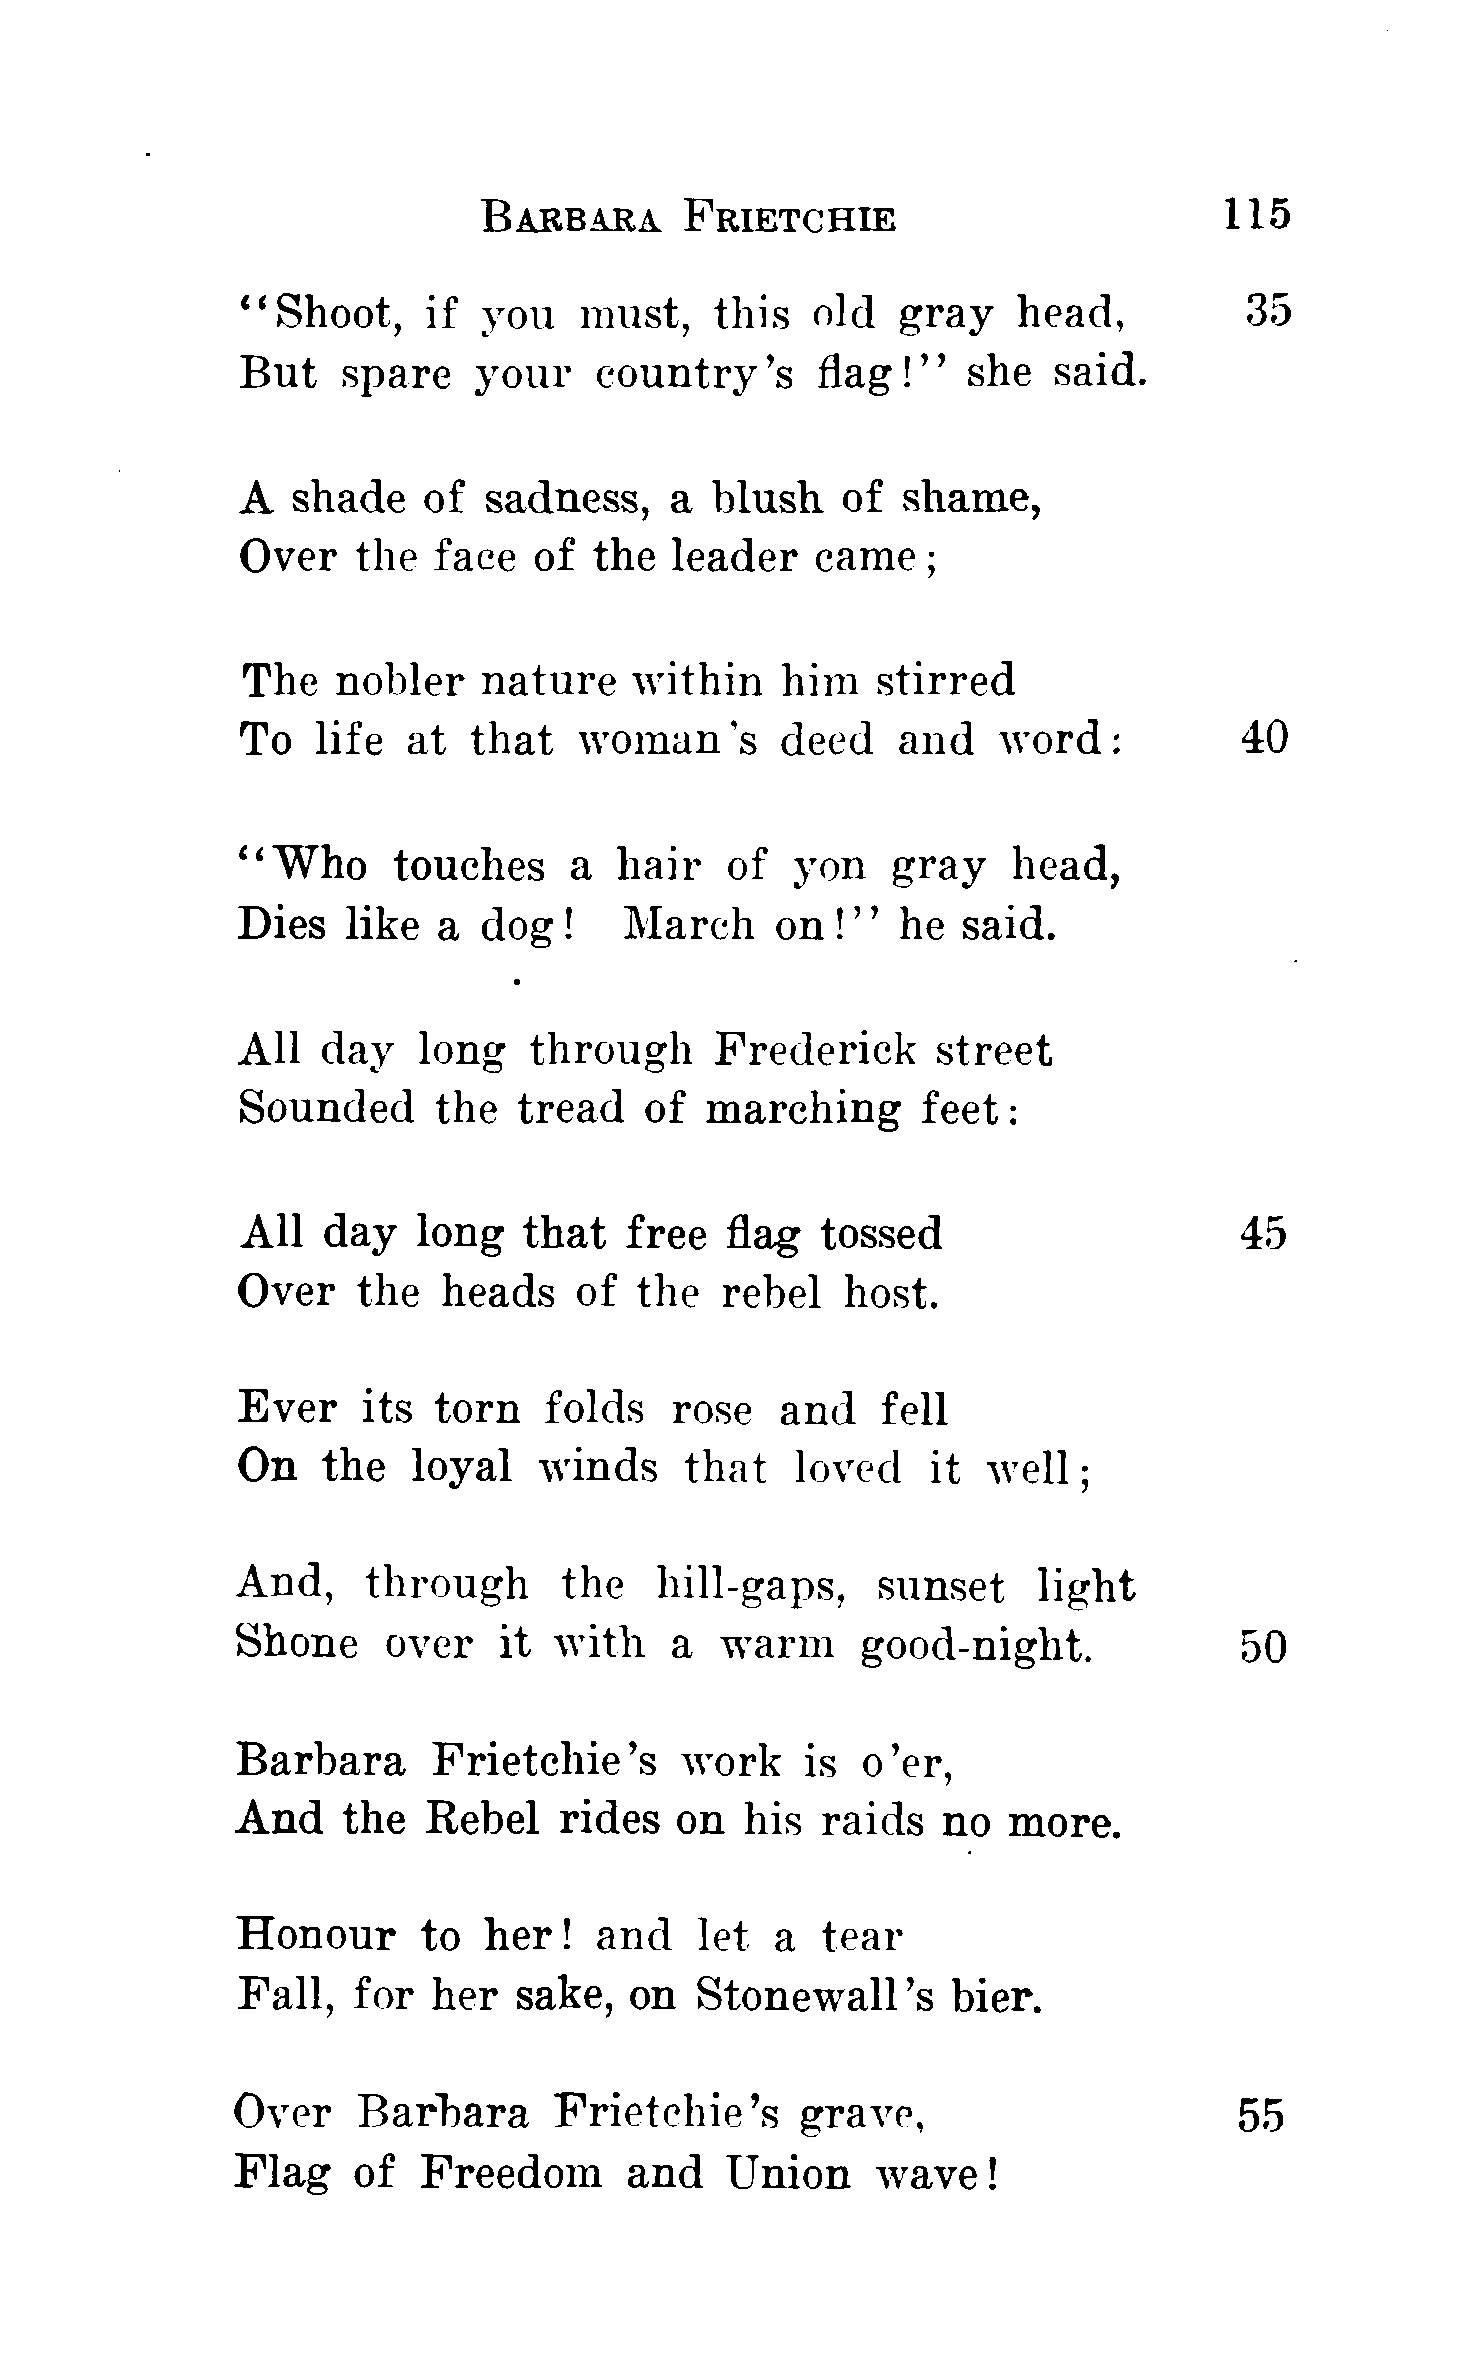 BARBARA FRIETCHIE 115
"Shoot, if you must, this old gray head, 35
But spare your country's flag!" she said.
A shade of sadness, a blush of shame,
Over the face of the leader came;
The nobler nature within him stirred
To life at that woman's deed and word: 40
"Who touches a hair of yon gray head,
Dies like a dog! March on!" he said.
All day long through Frederick street
Sounded the tread of marching feet:
All day long that free flag tossed 45
Over the heads of the rebel host.
Ever its torn folds rose and fell
On the loyal winds that loved it well;
And, through the hill-gaps, sunset light
Shone over it with a warm good-night. 50
Barbara Frietchie's work is o'er,
And the Rebel rides on his raids no more.
Honour to her! and let a tear
Fall, for her sake, on Stonewall's bier.
Over Barbara Frietchie's grave, 55
Flag of Freedom and Union wave!